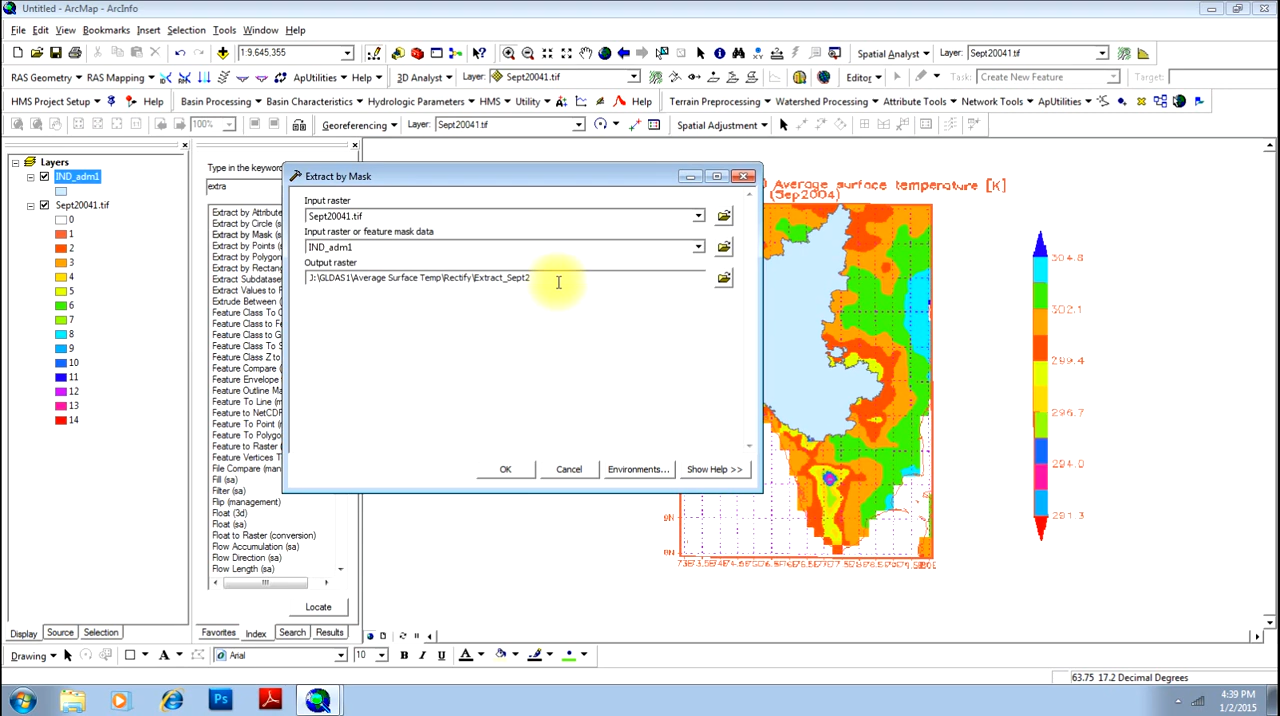 Untitled - ArcMap - ArcInfo
File Edit View Bookmarks Insert Selection Tools Window Help
1:9,645,355
Spatial Analyst Layer: Sept20041.tif
RAS Geometry RAS Mapping ApUtilities Help 3D Analyst Layer: Sept20041.tif Editor Task: Create New Feature Target:
HMS Project Setup Help Basin Processing Basin Characteristics Hydrologic Parameters HMS Utility Help Terrain Preprocessing Watershed Processing Attribute Tools Network Tools ApUtilities
100% Georeferencing Layer: Sept20041.tif Spatial Adjustment
Layers
IND_adm1
Sept20041.tif
0
1
2
3
4
5
6
7
8
9
10
11
12
13
14
Display Source Selection
Type in the keyword
extra
Extract by Attribute
Extract by Circle (s
Extract by Mask (s
Extract by Points (s
Extract by Polygon
Extract by Rectang
Extract Subdataset
Extract Values to P
Extrude Between (
Feature Class To C
Feature Class to Fe
Feature Class to G
Feature Class To S
Feature Class to X
Feature Class Z to
Feature Compare (
Feature Envelope
Feature Outline Ma
Feature To Line (m
Feature to NetCDF
Feature To Point (
Feature To Polygo
Feature to Raster (
Feature Vertices T
File Compare (mar
Fill (sa)
Filter (sa)
Flip (management)
Float (3d)
Float (sa)
Float to Raster (conversion)
Flow Accumulation (sa)
Flow Direction (sa)
Flow Length (sa)
Locate
Favorites Index Search Results
Extract by Mask
Input raster
Sept20041.tif
Input raster or feature mask data
IND_adm1
Output raster
J:\GLDAS1\Average Surface Temp\Rectify\Extract_Sept2
OK Cancel Environments... Show Help >>
Average surface temperature [K]
(Sep2004)
304.8
302.1
299.4
296.7
294.0
291.3
9N
8N
Drawing Arial 10 B I U A
63.75 17.2 Decimal Degrees
4:39 PM
1/2/2015